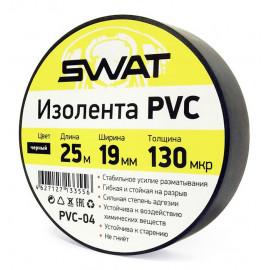 SWAT
Изолента PVC
Цвет Длина Ширина Толщина
черный 25м 19мм 130 мкр
• Стабильное усилие разматывания
• Гибкая и стойкая на разрыв
• Сильная степень адгезии
• Устойчива к воздействию
химических веществ
• Устойчива к старению
• Не гниёт
4627127133556
PVC-04